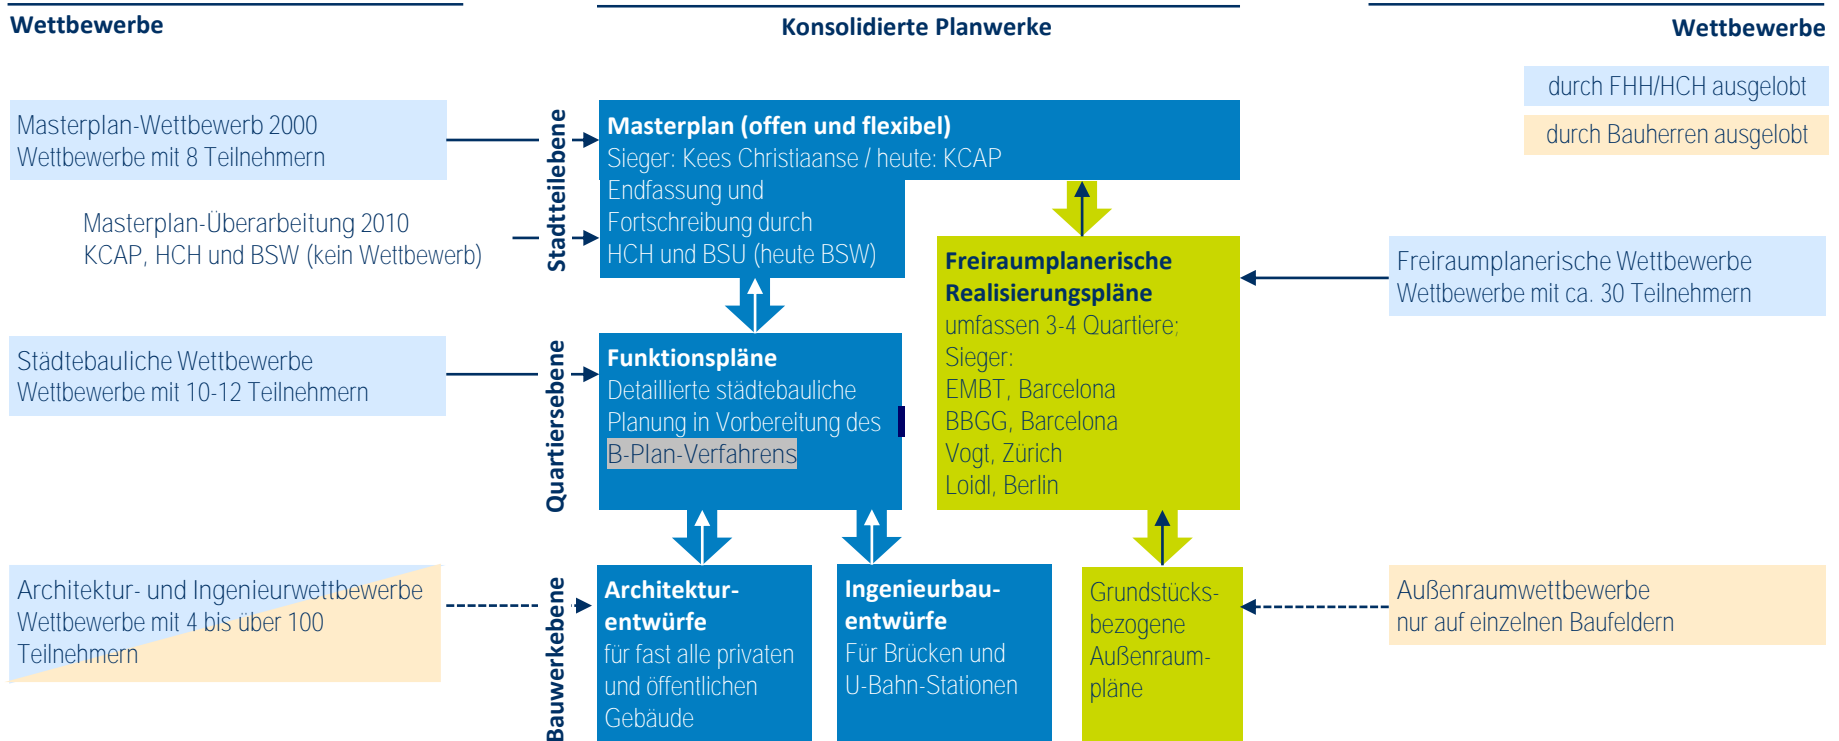 Wettbewerbe
Konsolidierte Planwerke
Wettbewerbe
durch FHH/HCH ausgelobt
durch Bauherren ausgelobt
Masterplan-Wettbewerb 2000
Wettbewerbe mit 8 Teilnehmern
Masterplan-Überarbeitung 2010
KCAP, HCH und BSW (kein Wettbewerb)
Stadtteilebene
Masterplan (offen und flexibel)
Sieger: Kees Christiaanse / heute: KCAP
Endfassung und
Fortschreibung durch
HCH und BSU (heute BSW)
Freiraumplanerische
Realisierungspläne
umfassen 3-4 Quartiere;
Sieger:
EMBT, Barcelona
BBGG, Barcelona
Vogt, Zürich
Loidl, Berlin
Freiraumplanerische Wettbewerbe
Wettbewerbe mit ca. 30 Teilnehmern
Städtebauliche Wettbewerbe
Wettbewerbe mit 10-12 Teilnehmern
Quartiersebene
Funktionspläne
Detaillierte städtebauliche
Planung in Vorbereitung des
B-Plan-Verfahrens
Architektur- und Ingenieurwettbewerbe
Wettbewerbe mit 4 bis über 100
Teilnehmern
Bauwerkebene
Architektur-
entwürfe
für fast alle privaten
und öffentlichen
Gebäude
Ingenieurbau-
entwürfe
Für Brücken und
U-Bahn-Stationen
Grundstücks-
bezogene
Außenraum-
pläne
Außenraumwettbewerbe
nur auf einzelnen Baufeldern